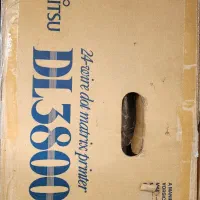 ITSU
DL3800
24-wire dot matrix printer